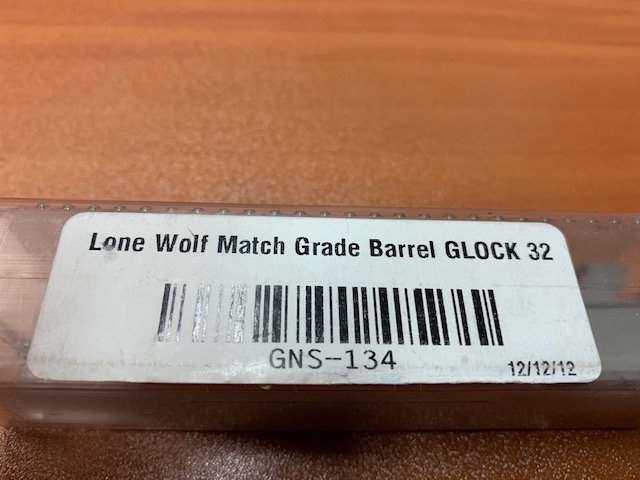 Lone Wolf Match Grade Barrel GLOCK 32
GNS-134
12/12/12